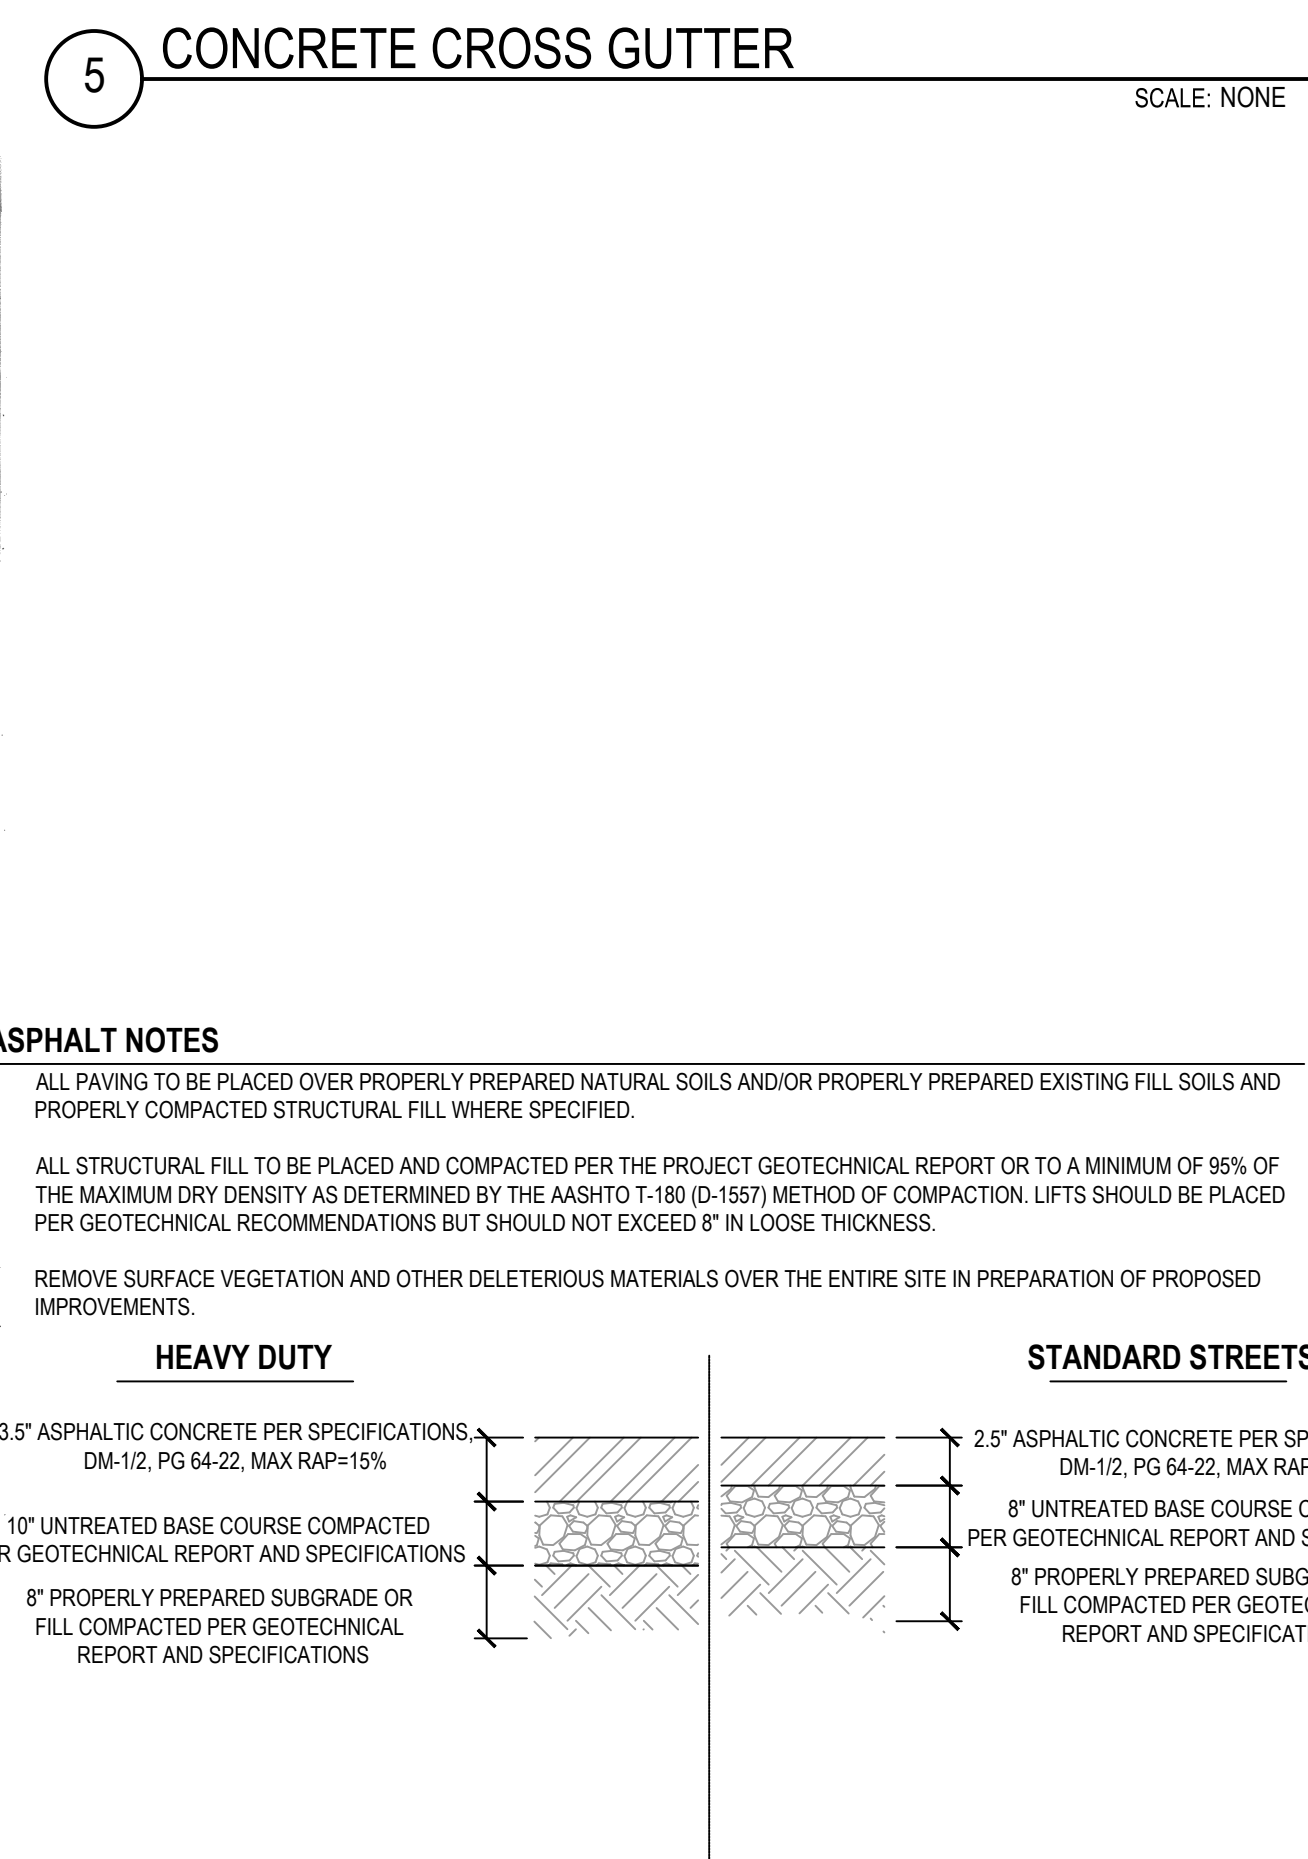 5
CONCRETE CROSS GUTTER
SCALE: NONE
ASPHALT NOTES
ALL PAVING TO BE PLACED OVER PROPERLY PREPARED NATURAL SOILS AND/OR PROPERLY PREPARED EXISTING FILL SOILS AND
PROPERLY COMPACTED STRUCTURAL FILL WHERE SPECIFIED.
ALL STRUCTURAL FILL TO BE PLACED AND COMPACTED PER THE PROJECT GEOTECHNICAL REPORT OR TO A MINIMUM OF 95% OF
THE MAXIMUM DRY DENSITY AS DETERMINED BY THE AASHTO T-180 (D-1557) METHOD OF COMPACTION. LIFTS SHOULD BE PLACED
PER GEOTECHNICAL RECOMMENDATIONS BUT SHOULD NOT EXCEED 8" IN LOOSE THICKNESS.
REMOVE SURFACE VEGETATION AND OTHER DELETERIOUS MATERIALS OVER THE ENTIRE SITE IN PREPARATION OF PROPOSED
IMPROVEMENTS.
HEAVY DUTY
3.5" ASPHALTIC CONCRETE PER SPECIFICATIONS,
DM-1/2, PG 64-22, MAX RAP=15%
10" UNTREATED BASE COURSE COMPACTED
R GEOTECHNICAL REPORT AND SPECIFICATIONS
8" PROPERLY PREPARED SUBGRADE OR
FILL COMPACTED PER GEOTECHNICAL
REPORT AND SPECIFICATIONS
STANDARD STREETS
2.5" ASPHALTIC CONCRETE PER SP
DM-1/2, PG 64-22, MAX RAP
8" UNTREATED BASE COURSE C
PER GEOTECHNICAL REPORT AND S
8" PROPERLY PREPARED SUBG
FILL COMPACTED PER GEOTEC
REPORT AND SPECIFICAT